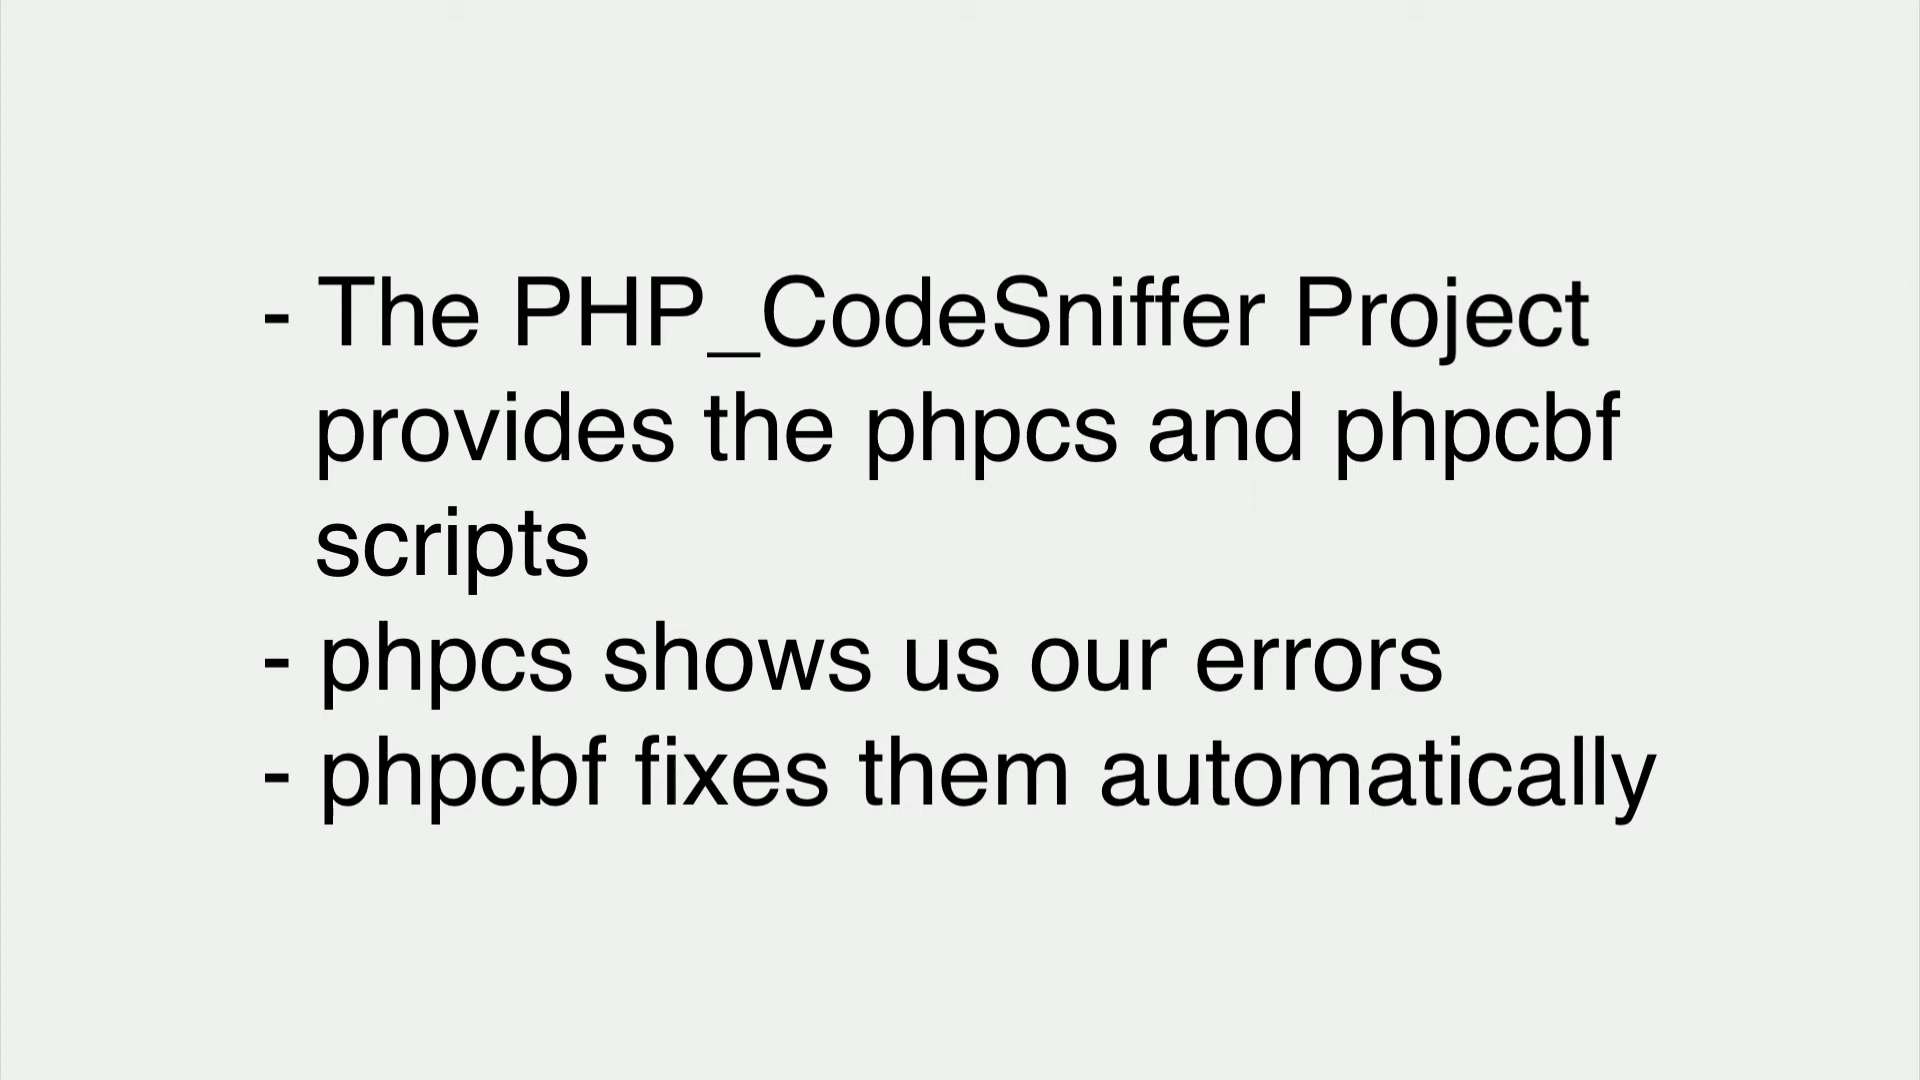 - The PHP_CodeSniffer Project
provides the phpcs and phpcbf
scripts
- phpcs shows us our errors
- phpcbf fixes them automatically